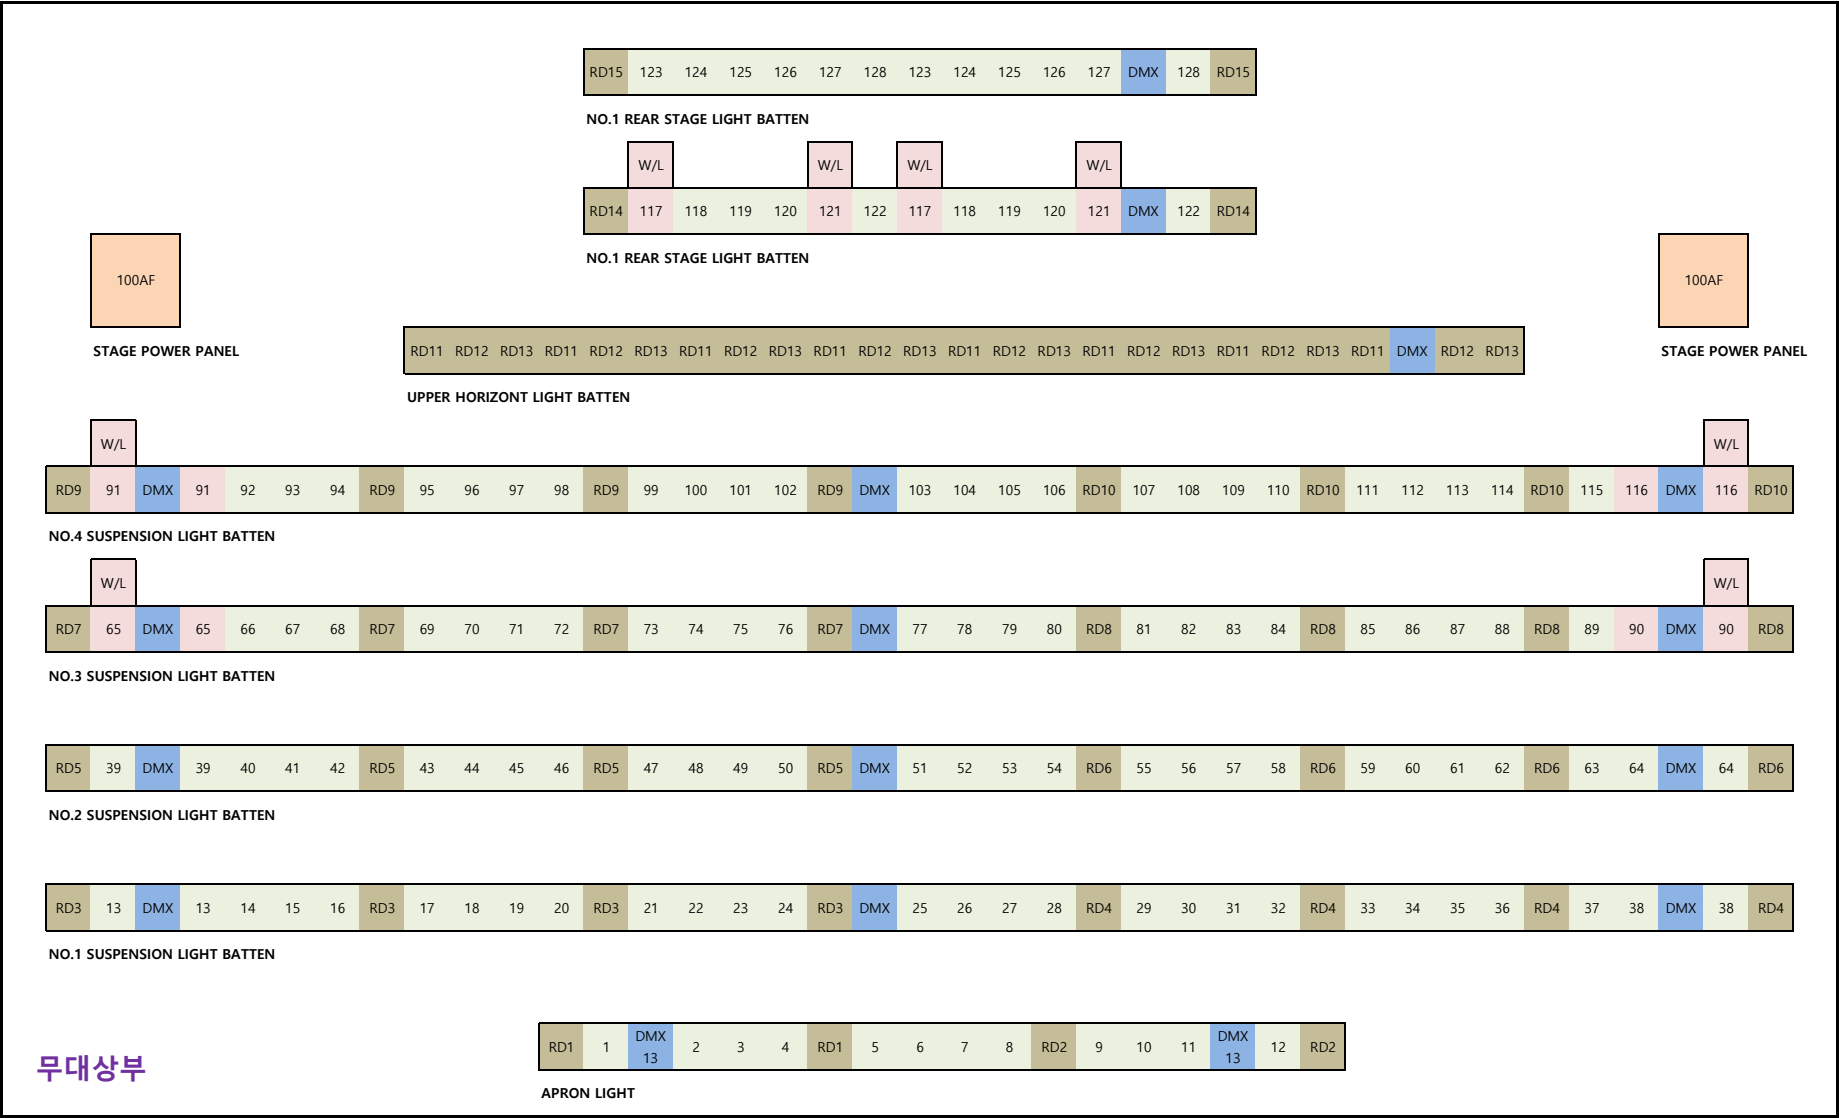 RD15 123 124 125 126 127 128 123 124 125 126 127 DMX 128 RD15
NO.1 REAR STAGE LIGHT BATTEN
W/L W/L W/L W/L
RD14 117 118 119 120 121 122 117 118 119 120 121 DMX 122 RD14
NO.1 REAR STAGE LIGHT BATTEN
100AF 100AF
RD11 RD12 RD13 RD11 RD12 RD13 RD11 RD12 RD13 RD11 RD12 RD13 RD11 RD12 RD13 RD11 RD12 RD13 RD11 RD12 RD13 RD11 DMX RD12 RD13
STAGE POWER PANEL STAGE POWER PANEL
UPPER HORIZONT LIGHT BATTEN
W/L W/L
RD9 91 DMX 91 92 93 94 RD9 95 96 97 98 RD9 99 100 101 102 RD9 DMX 103 104 105 106 RD10 107 108 109 110 RD10 111 112 113 114 RD10 115 116 DMX 116 RD10
NO.4 SUSPENSION LIGHT BATTEN
W/L W/L
RD7 65 DMX 65 66 67 68 RD7 69 70 71 72 RD7 73 74 75 76 RD7 DMX 77 78 79 80 RD8 81 82 83 84 RD8 85 86 87 88 RD8 89 90 DMX 90 RD8
NO.3 SUSPENSION LIGHT BATTEN
RD5 39 DMX 39 40 41 42 RD5 43 44 45 46 RD5 47 48 49 50 RD5 DMX 51 52 53 54 RD6 55 56 57 58 RD6 59 60 61 62 RD6 63 64 DMX 64 RD6
NO.2 SUSPENSION LIGHT BATTEN
RD3 13 DMX 13 14 15 16 RD3 17 18 19 20 RD3 21 22 23 24 RD3 DMX 25 26 27 28 RD4 29 30 31 32 RD4 33 34 35 36 RD4 37 38 DMX 38 RD4
NO.1 SUSPENSION LIGHT BATTEN
RD1 1 DMX 13 2 3 4 RD1 5 6 7 8 RD2 9 10 11 DMX 13 12 RD2
APRON LIGHT
무대상부